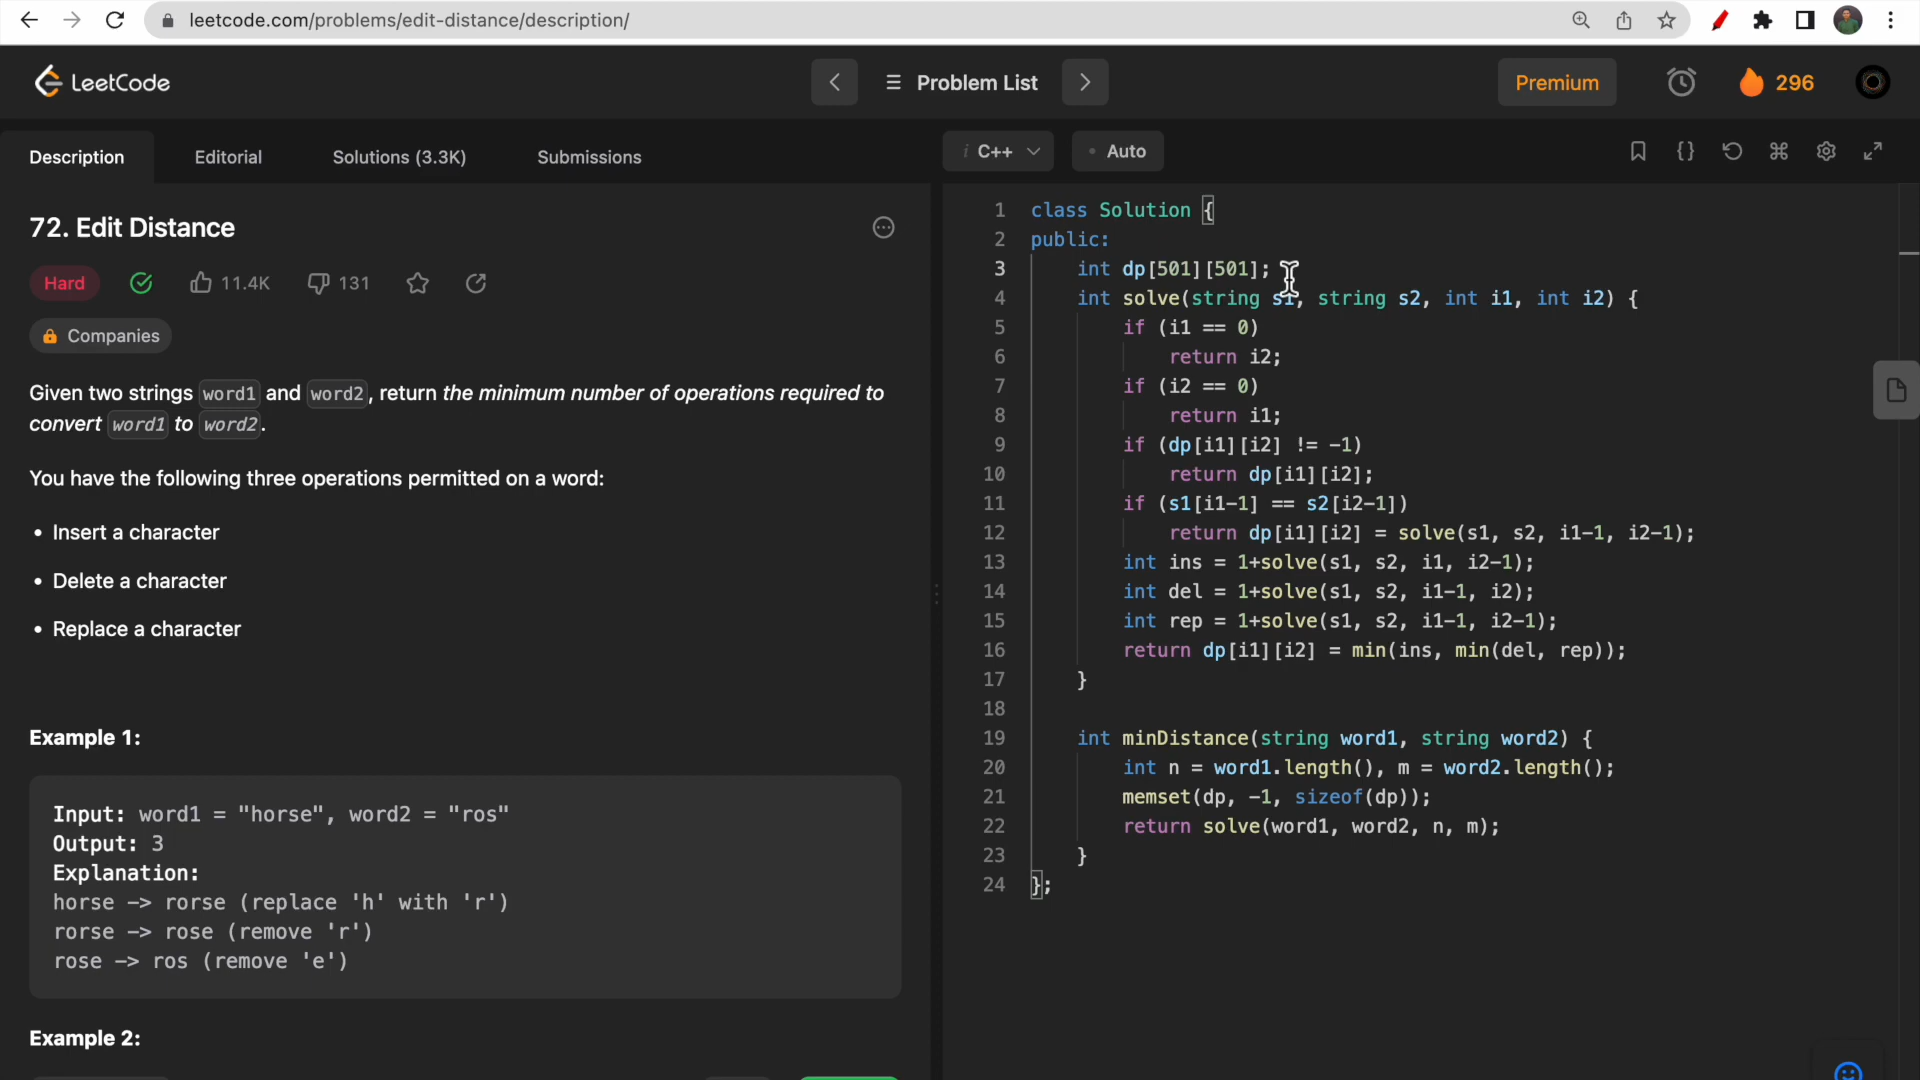 leetcode.com/problems/edit-distance/description/
LeetCode
Problem List
Premium
296
Description
Editorial
Solutions (3.3K)
Submissions
i C++
Auto
72. Edit Distance
Hard
11.4K
131
Companies
Given two strings word1 and word2, return the minimum number of operations required to
convert word1 to word2.
You have the following three operations permitted on a word:
• Insert a character
• Delete a character
• Replace a character
Example 1:
Input: word1 = "horse", word2 = "ros"
Output: 3
Explanation:
horse -> rorse (replace 'h' with 'r')
rorse -> rose (remove 'r')
rose -> ros (remove 'e')
Example 2:
1 class Solution {
2 public:
3 int dp[501][501];
4 int solve(string s1, string s2, int i1, int i2) {
5 if (i1 == 0)
6 return i2;
7 if (i2 == 0)
8 return i1;
9 if (dp[i1][i2] != -1)
10 return dp[i1][i2];
11 if (s1[i1-1] == s2[i2-1])
12 return dp[i1][i2] = solve(s1, s2, i1-1, i2-1);
13 int ins = 1+solve(s1, s2, i1, i2-1);
14 int del = 1+solve(s1, s2, i1-1, i2);
15 int rep = 1+solve(s1, s2, i1-1, i2-1);
16 return dp[i1][i2] = min(ins, min(del, rep));
17 }
18
19 int minDistance(string word1, string word2) {
20 int n = word1.length(), m = word2.length();
21 memset(dp, -1, sizeof(dp));
22 return solve(word1, word2, n, m);
23 }
24 };